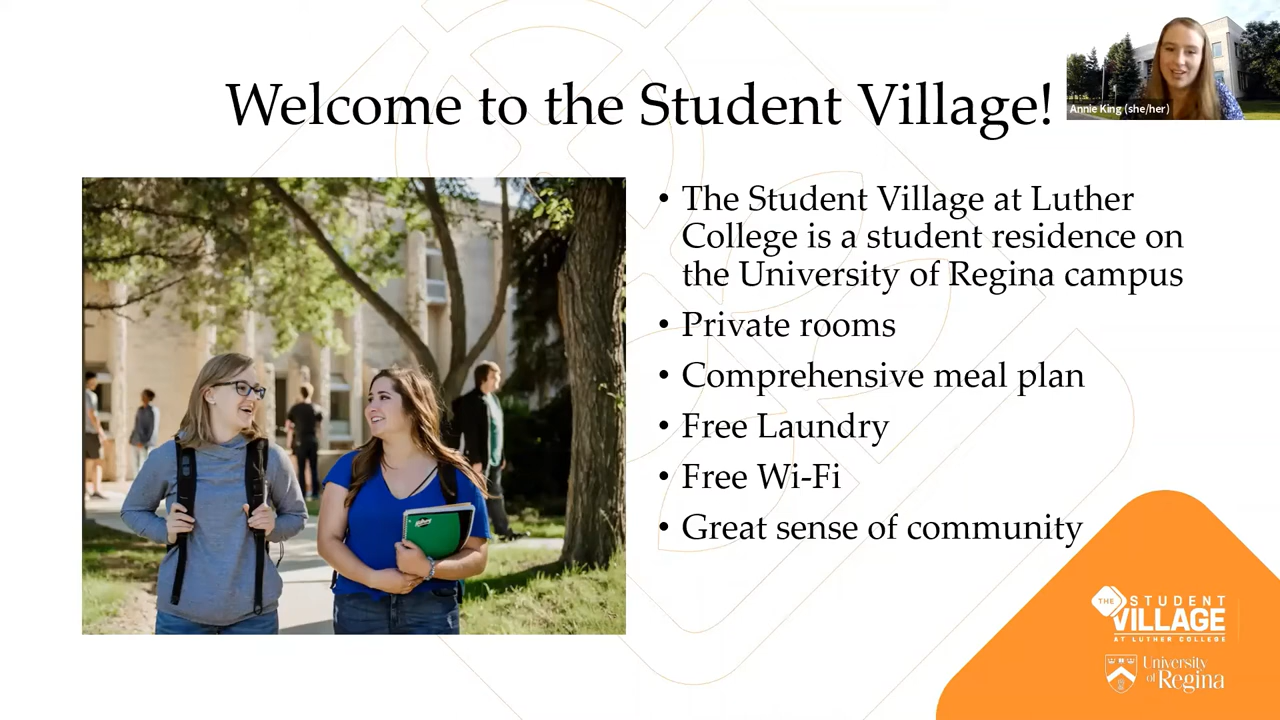 Welcome to the Student Village!
Annie King (she/her)
• The Student Village at Luther
College is a student residence on
the University of Regina campus
• Private rooms
• Comprehensive meal plan
• Free Laundry
• Free Wi-Fi
• Great sense of community
THE STUDENT
VILLAGE
AT LUTHER COLLEGE
University
of Regina